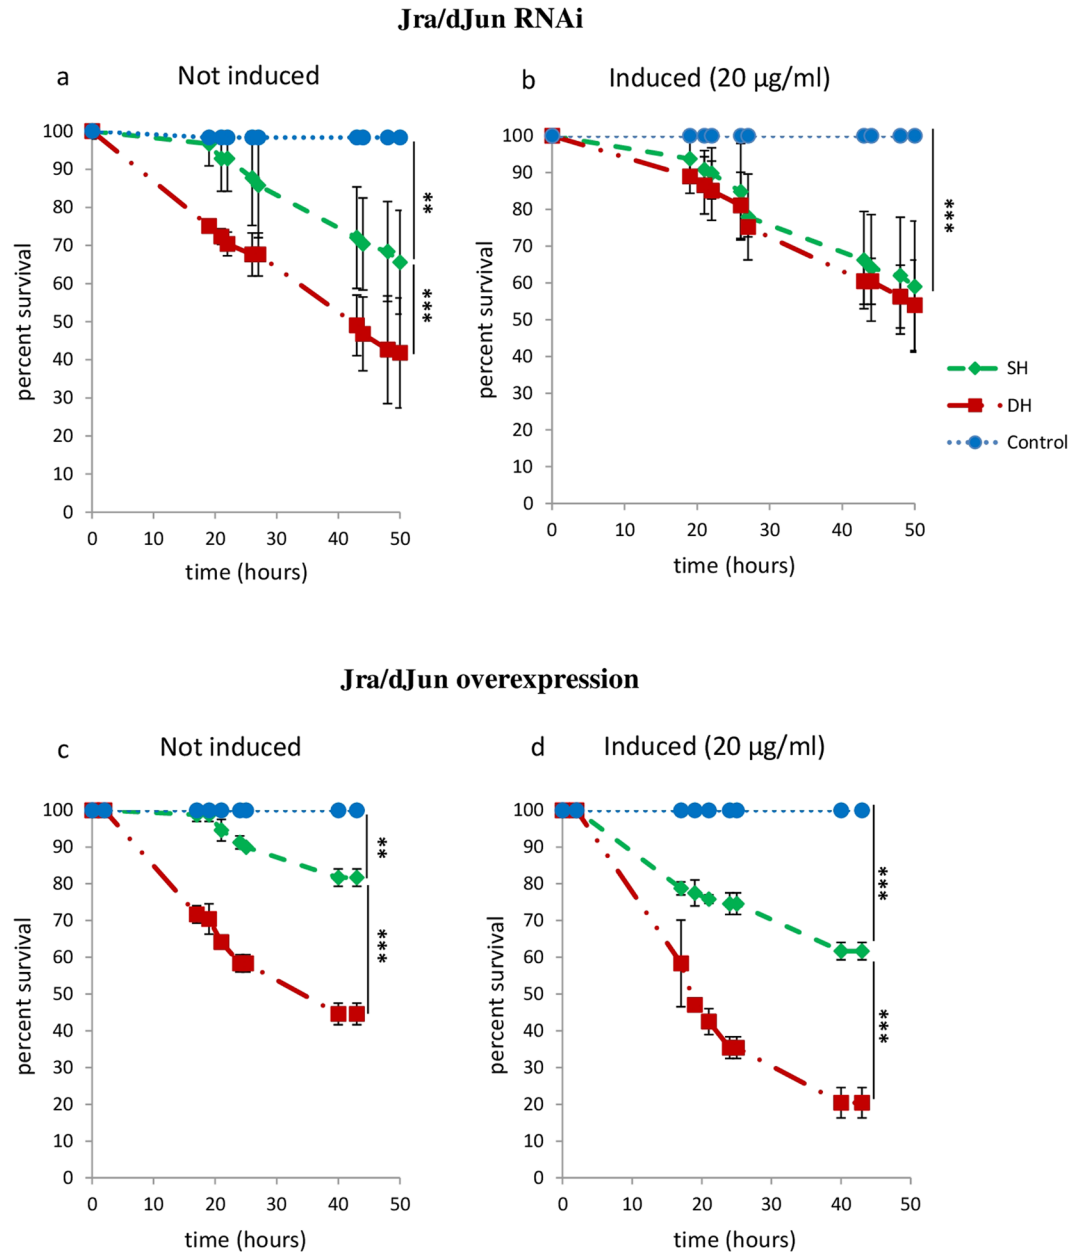 Jra/dJun RNAi
a Not induced
b Induced (20 µg/ml)
percent survival
100
90
80
70
60
50
40
30
20
10
0
0 10 20 30 40 50
time (hours)
**
***
percent survival
100
90
80
70
60
50
40
30
20
10
0
0 10 20 30 40 50
time (hours)
***
SH
DH
Control
Jra/dJun overexpression
c Not induced
d Induced (20 µg/ml)
percent survival
100
90
80
70
60
50
40
30
20
10
0
0 10 20 30 40 50
time (hours)
**
***
percent survival
100
90
80
70
60
50
40
30
20
10
0
0 10 20 30 40 50
time (hours)
***
***